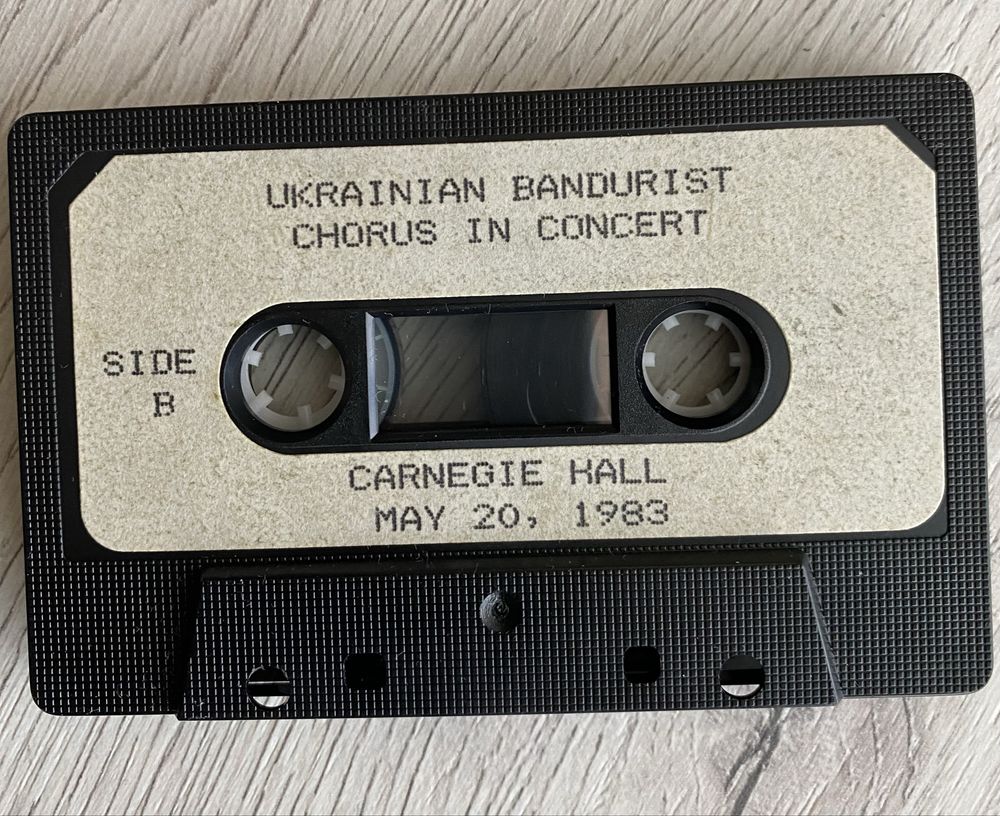 UKRAINIAN BANDURIST
CHORUS IN CONCERT
SIDE
B
CARNEGIE HALL
MAY 20, 1983